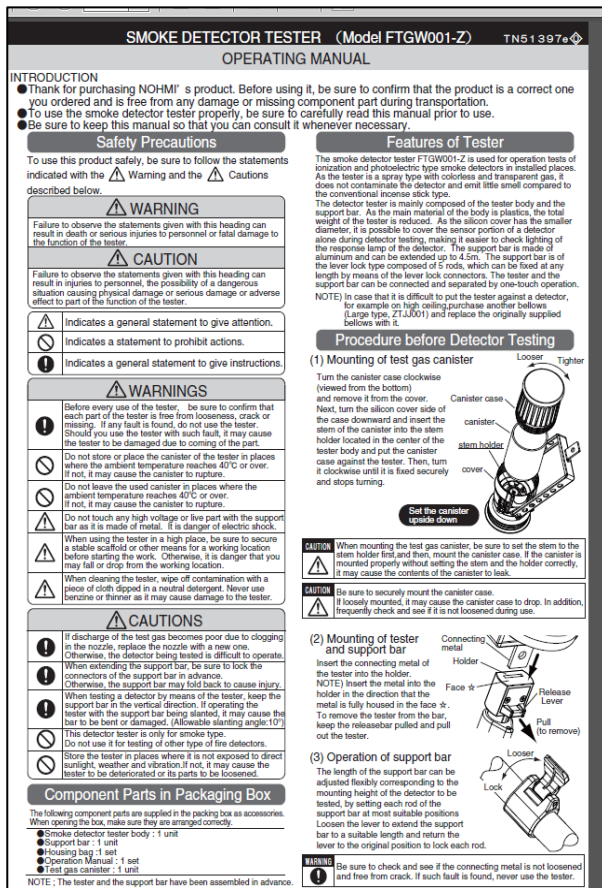 SMOKE DETECTOR TESTER （Model FTGW001-Z） TN51397e
OPERATING MANUAL
INTRODUCTION
●Thank for purchasing NOHMI's product. Before using it, be sure to confirm that the product is a correct one
you ordered and is free from any damage or missing component part during transportation.
●To use the smoke detector tester properly, be sure to carefully read this manual prior to use.
●Be sure to keep this manual so that you can consult it whenever necessary.
Safety Precautions
To use this product safely, be sure to follow the statements
indicated with the ⚠ Warning and the ⚠ Cautions
described below.
⚠ WARNING
Failure to observe the statements given with this heading can
result in death or serious injuries to personnel or fatal damage to
the function of the tester.
⚠ CAUTION
Failure to observe the statements given with this heading can
result in injuries to personnel, the possibility of a dangerous
situation causing physical damage or serious damage or adverse
effect to part of the function of the tester.
Indicates a general statement to give attention.
Indicates a statement to prohibit actions.
Indicates a general statement to give instructions.
⚠ WARNINGS
Before every use of the tester, be sure to confirm that
each part of the tester is free from looseness, crack or
missing. If any fault is found, do not use the tester.
Should you use the tester with such fault, it may cause
the tester to be damaged due to coming of the part.
Do not store or place the canister of the tester in places
where the ambient temperature reaches 40℃ or over.
If not, it may cause the canister to rupture.
Do not leave the used canister in places where the
ambient temperature reaches 40℃ or over.
If not, it may cause the canister to rupture.
Do not touch any high voltage or live part with the support
bar as it is made of metal. It is danger of electric shock.
When using the tester in a high place, be sure to secure
a stable scaffold or other means for a working location
before starting the work. Otherwise, it is danger that you
may fall or drop from the working location.
When cleaning the tester, wipe off contamination with a
piece of cloth dipped in a neutral detergent. Never use
benzine or thinner as it may cause damage to the tester.
⚠ CAUTIONS
If discharge of the test gas becomes poor due to clogging
in the nozzle, replace the nozzle with a new one.
Otherwise, the detector being tested is difficult to operate.
When extending the support bar, be sure to lock the
connectors of the support bar in advance.
Otherwise, the support bar may fold back to cause injury.
When testing a detector by means of the tester, keep the
support bar in the vertical direction. If operating the
tester with the support bar being slanted, it may cause the
bar to be bent or damaged. (Allowable slanting angle:10°)
This detector tester is only for smoke type.
Do not use it for testing of other type of fire detectors.
Store the tester in places where it is not exposed to direct
sunlight, weather and vibration.If not, it may cause the
tester to be deteriorated or its parts to be loosened.
Component Parts in Packaging Box
The following component parts are supplied in the packing box as accessories.
When opening the box, make sure they are arranged correctly.
●Smoke detector tester body : 1 unit
●Support bar : 1 unit
●Housing bag :1 set
●Operation Manual : 1 set
●Test gas canister : 1 unit
NOTE ; The tester and the support bar have been assembled in advance.
Features of Tester
The smoke detector tester FTGW001-Z is used for operation tests of
ionization and photoelectric type smoke detectors in installed places.
As the tester is a spray type with colorless and transparent gas, it
does not contaminate the detector and emit little smell compared to
the conventional incense stick type.
The detector tester is mainly composed of the tester body and the
support bar. As the main material of the body is plastics, the total
weight of the tester is reduced. As the silicon cover has the smaller
diameter, it is possible to cover the sensor portion of a detector
alone during detector testing, making it easier to check lighting of
the response lamp of the detector. The support bar is made of
aluminum and can be extended up to 4.5m. The support bar is of
the lever lock type composed of 5 rods, which can be fixed at any
length by means of the lever lock connectors. The tester and the
support bar can be connected and separated by one-touch operation.
NOTE) In case that it is difficult to put the tester against a detector,
for example on high ceiling,purchase another bellows
(Large type, ZTJJ001) and replace the originally supplied
bellows with it.
Procedure before Detector Testing
(1) Mounting of test gas canister
Turn the canister case clockwise
(viewed from the bottom)
and remove it from the cover.
Next, turn the silicon cover side of
the case downward and insert the
stem of the canister into the stem
holder located in the center of the
tester body and put the canister
case against the tester. Then, turn
it clockwise until it is fixed securely
and stops turning.
Looser
Tighter
Canister case
canister
stem holder
cover
Set the canister
upside down
CAUTION
When mounting the test gas canister, be sure to set the stem to the
stem holder first,and then, mount the canister case. If the canister is
mounted properly without setting the stem and the holder correctly,
it may cause the contents of the canister to leak.
CAUTION
Be sure to securely mount the canister case.
If loosely mounted, it may cause the canister case to drop. In addition,
frequently check and see if it is not loosened during use.
(2) Mounting of tester
and support bar
Insert the connecting metal of
the tester into the holder.
NOTE) Insert the metal into the
holder in the direction that the
metal is fully housed in the face ☆.
To remove the tester from the bar,
keep the releasebar pulled and pull
out the tester.
Connecting
metal
Holder
Face ☆
Release
Lever
Pull
(to remove)
(3) Operation of support bar
The length of the support bar can be
adjusted flexibly corresponding to the
mounting height of the detector to be
tested, by setting each rod of the
support bar at most suitable positions
Loosen the lever to extend the support
bar to a suitable length and return the
lever to the original position to lock each rod.
Looser
Lock
WARNING
Be sure to check and see if the connecting metal is not loosened
and free from crack. If such fault is found, never use the tester.